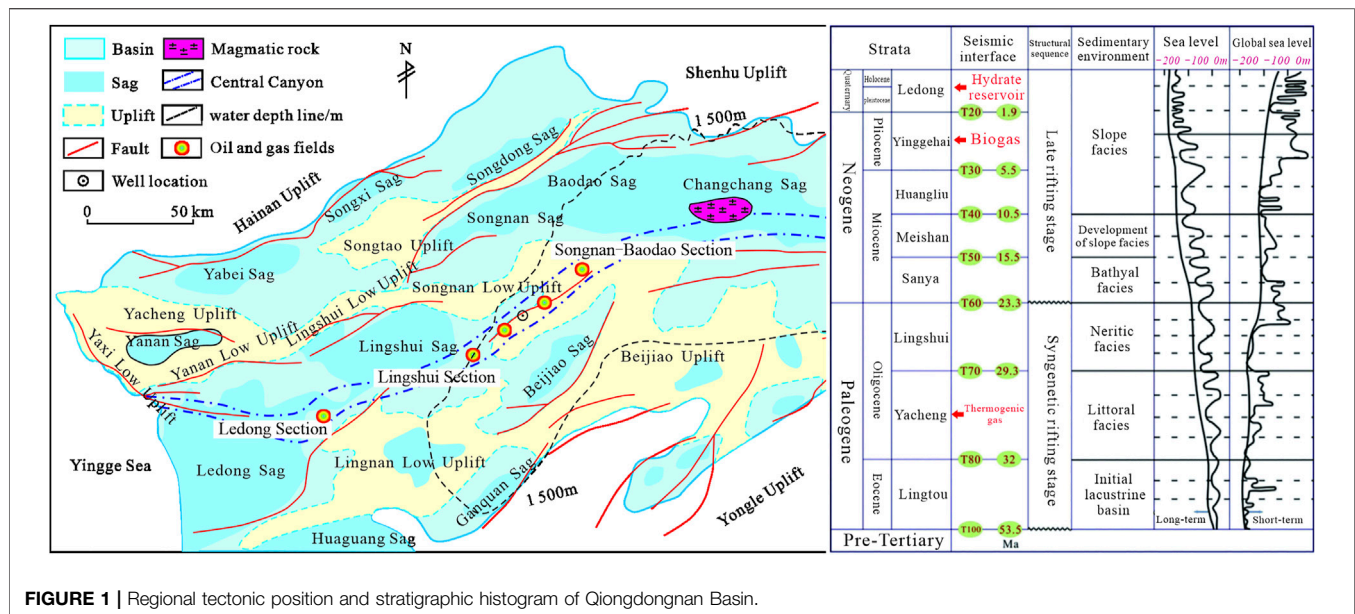 Basin
Magmatic rock
Sag
Central Canyon
Uplift
water depth line/m
Fault
Oil and gas fields
Well location
0 50 km
N
Shenhu Uplift
1 500m
Hainan Uplift
Songxi Sag
Songdong Sag
Baodao Sag
Changchang Sag
Songnan Sag
Songtao Uplift
Songnan-Baodao Section
Yabei Sag
Songnan Low Uplift
Lingshui Low Uplift
Yacheng Uplift
Yanan Sag
Yanan Low Uplift
Yaxi Low Uplift
Lingshui Sag
Lingshui Section
Beijiao Sag
Beijiao Uplift
Ledong Section
Yingge Sea
Ledong Sag
Lingnan Low Uplift
Ganquan Sag
1 500m
Yongle Uplift
Huaguang Sag
Strata
Seismic
interface
Structural
sequence
Sedimentary
environment
Sea level
-200 -100 0m
Global sea level
-200 -100 0m
Quaternary
Holocene
pleistocene
Ledong
Hydrate
reservoir
T20 1.9
Neogene
Pliocene
Yinggehai
Biogas
T30 5.5
Miocene
Huangliu
T40 10.5
Meishan
T50 15.5
Sanya
T60 23.3
Late rifting stage
Slope
facies
Development
of slope facies
Bathyal
facies
Paleogene
Oligocene
Lingshui
T70 29.3
Yacheng
Thermogenic
gas
T80 32
Eocene
Lingtou
T100 53.5
Ma
Pre-Tertiary
Syngenetic rifting stage
Neritic
facies
Littoral
facies
Initial
lacustrine
basin
Long-term
Short-term
FIGURE 1 | Regional tectonic position and stratigraphic histogram of Qiongdongnan Basin.